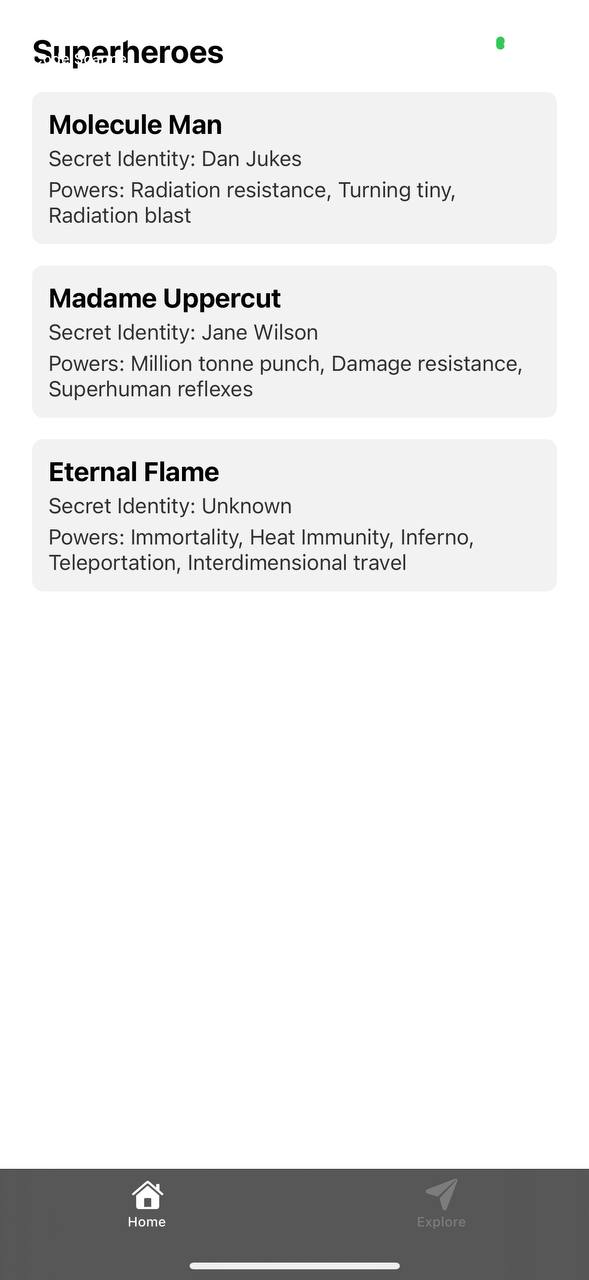 Superheroes
Molecule Man
Secret Identity: Dan Jukes
Powers: Radiation resistance, Turning tiny,
Radiation blast
Madame Uppercut
Secret Identity: Jane Wilson
Powers: Million tonne punch, Damage resistance,
Superhuman reflexes
Eternal Flame
Secret Identity: Unknown
Powers: Immortality, Heat Immunity, Inferno,
Teleportation, Interdimensional travel
Home
Explore